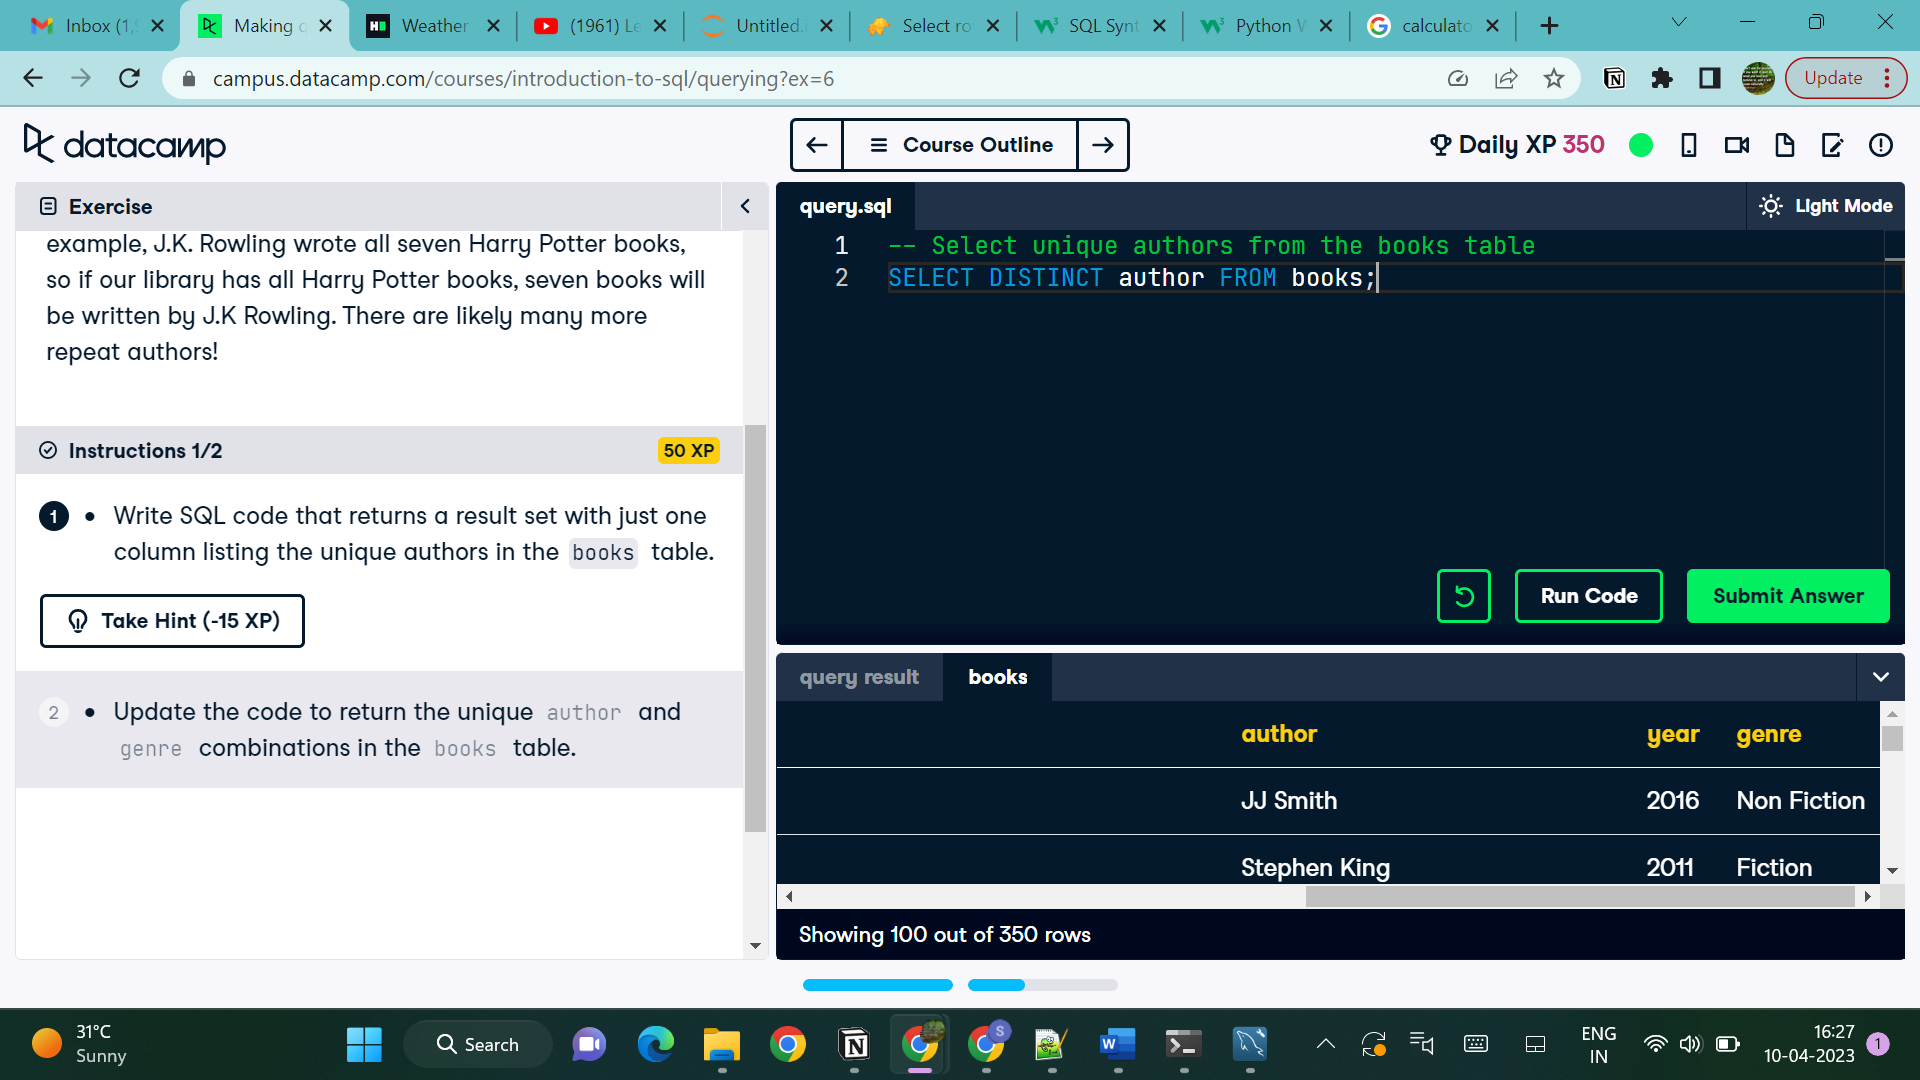 Inbox (1,
Making
Weather
(1961) Le
Untitled.
Select ro
SQL Synt
Python W
calculato
campus.datacamp.com/courses/introduction-to-sql/querying?ex=6
Update
datacamp
Course Outline
Daily XP 350
Exercise
example, J.K. Rowling wrote all seven Harry Potter books,
so if our library has all Harry Potter books, seven books will
be written by J.K Rowling. There are likely many more
repeat authors!
Instructions 1/2
50 XP
1 • Write SQL code that returns a result set with just one
column listing the unique authors in the books table.
Take Hint (-15 XP)
2 • Update the code to return the unique author and
genre combinations in the books table.
query.sql
Light Mode
1 -- Select unique authors from the books table
2 SELECT DISTINCT author FROM books;
Run Code
Submit Answer
query result
books
author year genre
JJ Smith 2016 Non Fiction
Stephen King 2011 Fiction
Showing 100 out of 350 rows
31°C
Sunny
Search
S
ENG
IN
16:27
10-04-2023
1